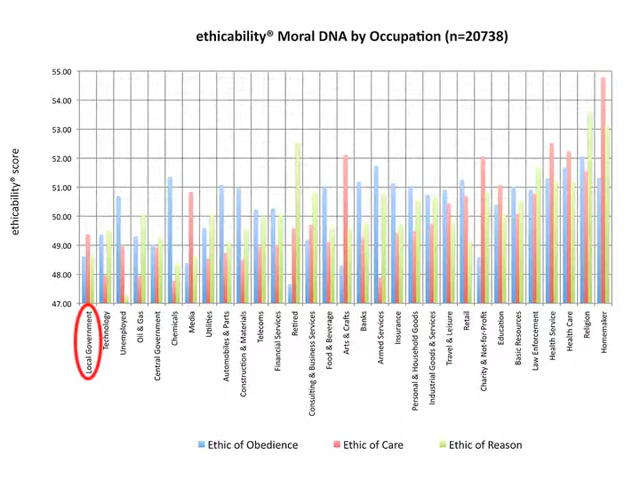 ethicability® Moral DNA by Occupation (n=20738)
55.00
54.00
53.00
52.00
51.00
50.00
49.00
48.00
47.00
ethicability® score
Local Government
Technology
Unemployed
Oil & Gas
Central Government
Chemicals
Media
Utilities
Automobiles & Parts
Construction & Materials
Telecoms
Financial Services
Retired
Consulting & Business Services
Food & Beverage
Arts & Crafts
Banks
Armed Services
Insurance
Personal & Household Goods
Industrial Goods & Services
Travel & Leisure
Retail
Charity & Not-for-Profit
Education
Basic Resources
Law Enforcement
Health Service
Health Care
Religion
Homemaker
Ethic of Obedience
Ethic of Care
Ethic of Reason